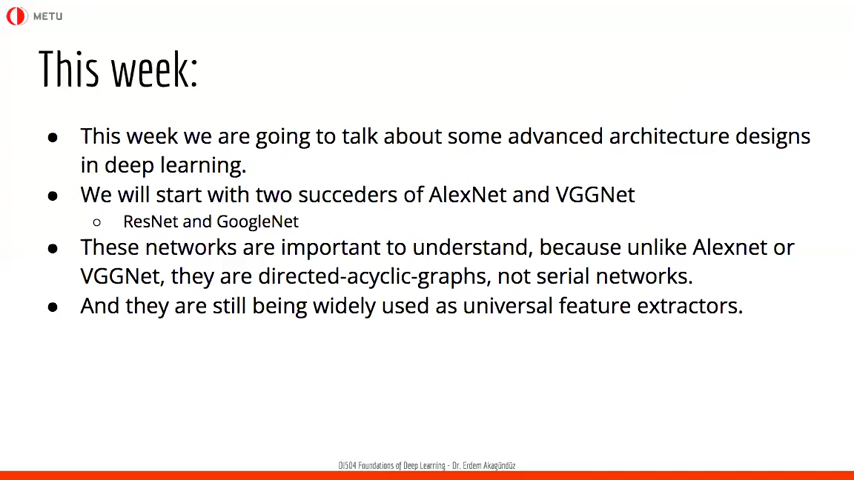 METU
This week:
● This week we are going to talk about some advanced architecture designs
in deep learning.
● We will start with two succeders of AlexNet and VGGNet
○ ResNet and GoogleNet
● These networks are important to understand, because unlike Alexnet or
VGGNet, they are directed-acyclic-graphs, not serial networks.
● And they are still being widely used as universal feature extractors.
DI504 Foundations of Deep Learning - Dr. Erdem Akagündüz